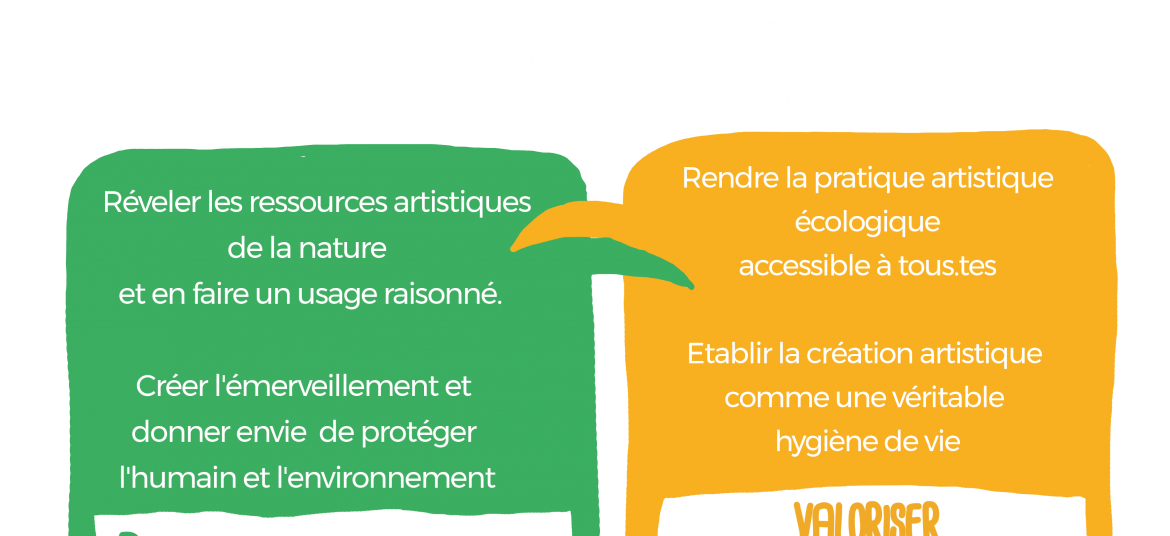 Réveler les ressources artistiques
de la nature
et en faire un usage raisonné.
Créer l'émerveillement et
donner envie  de protéger
l'humain et l'environnement
Rendre la pratique artistique
écologique
accessible à tous.tes
Etablir la création artistique
comme une véritable
hygiène de vie
VALORISER